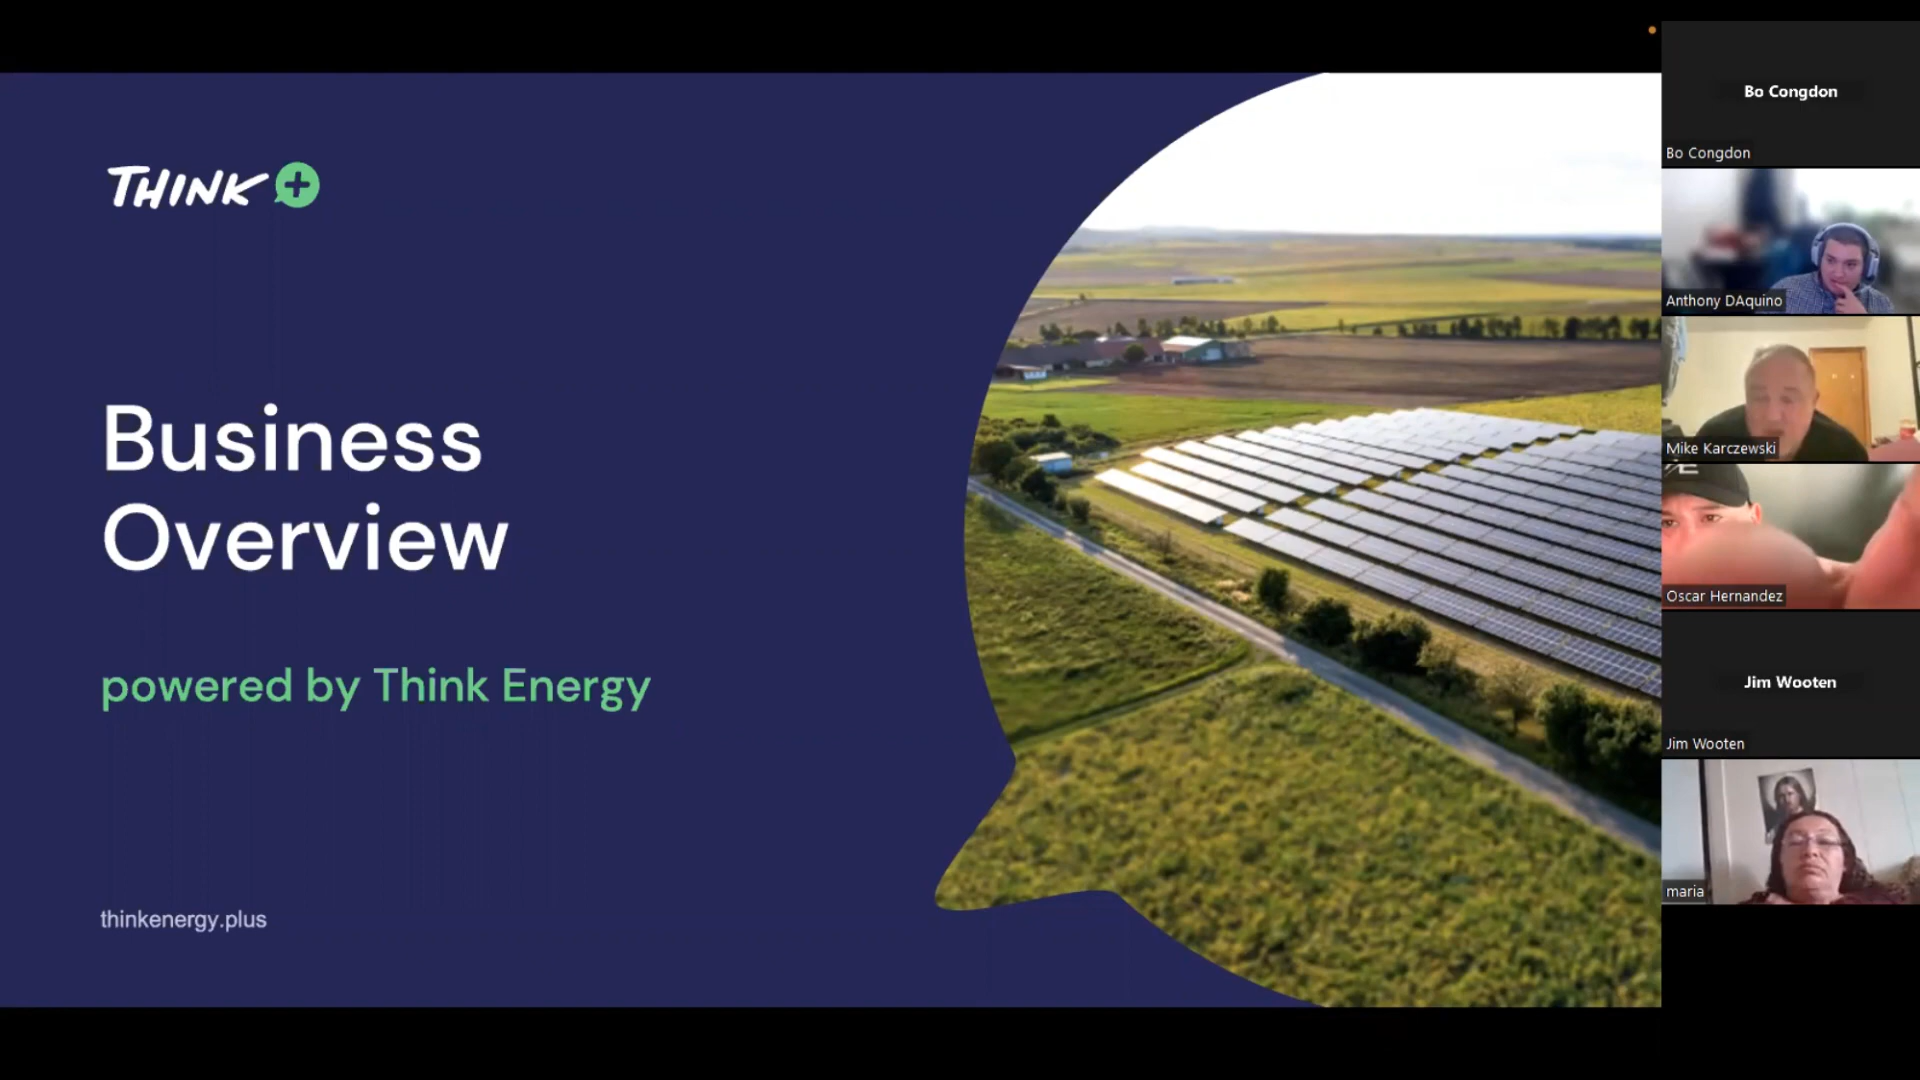 THINK+
Business
Overview
powered by Think Energy
thinkenergy.plus
Bo Congdon
Bo Congdon
Anthony DAquino
Mike Karczewski
Oscar Hernandez
Jim Wooten
Jim Wooten
maria